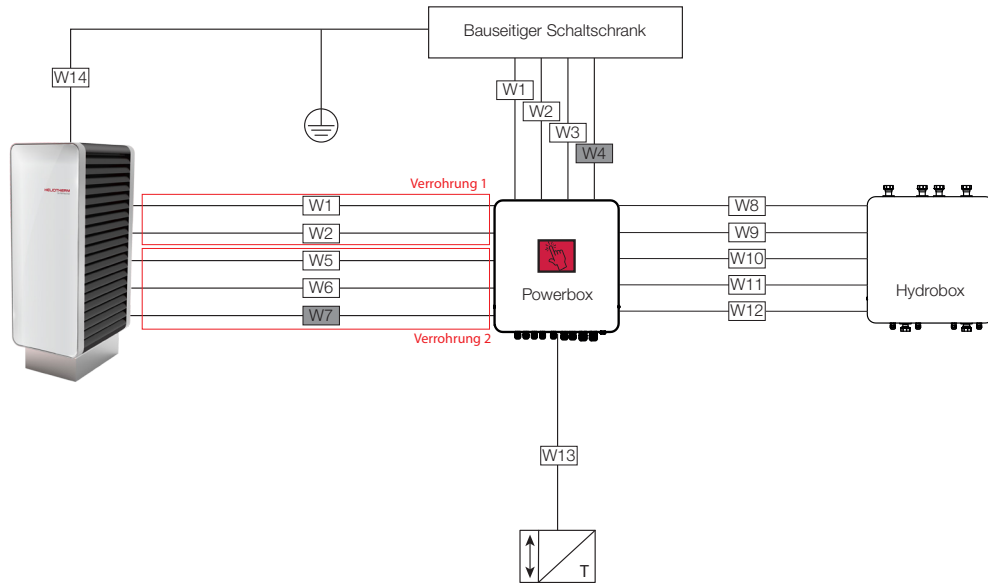 Bauseitiger Schaltschrank
W14
W1
W2
W3
W4
HELIOTHERM
Verrohrung 1
W1
W2
W5
W6
W7
Verrohrung 2
Powerbox
W8
W9
W10
W11
W12
Hydrobox
W13
T